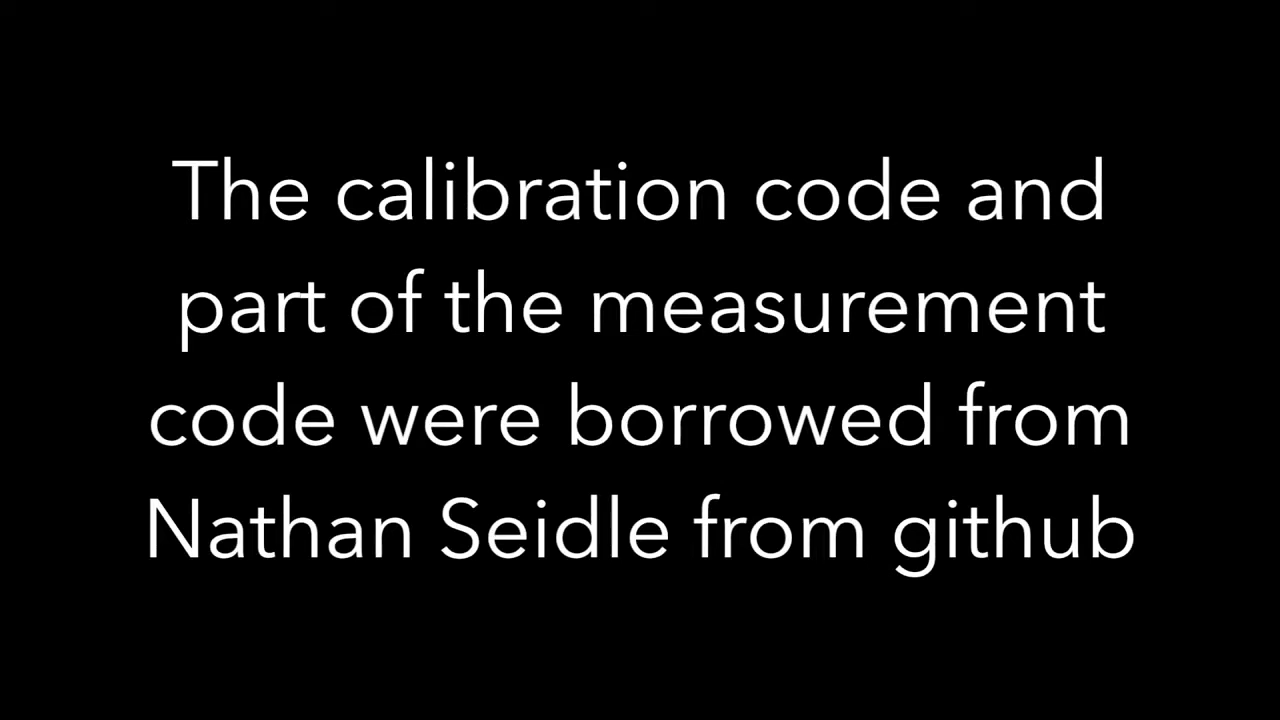 The calibration code and
part of the measurement
code were borrowed from
Nathan Seidle from github